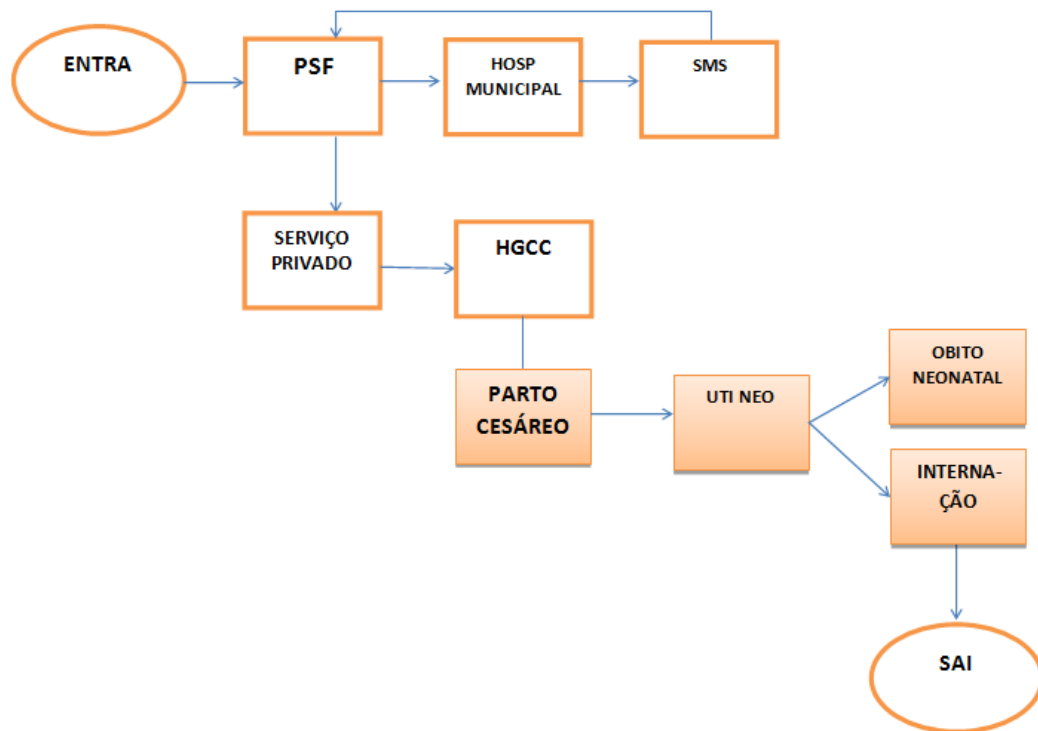 ENTRA
PSF
HOSP
MUNICIPAL
SMS
SERVIÇO
PRIVADO
HGCC
PARTO
CESÁREO
UTI NEO
OBITO
NEONATAL
INTERNA-
ÇÃO
SAI